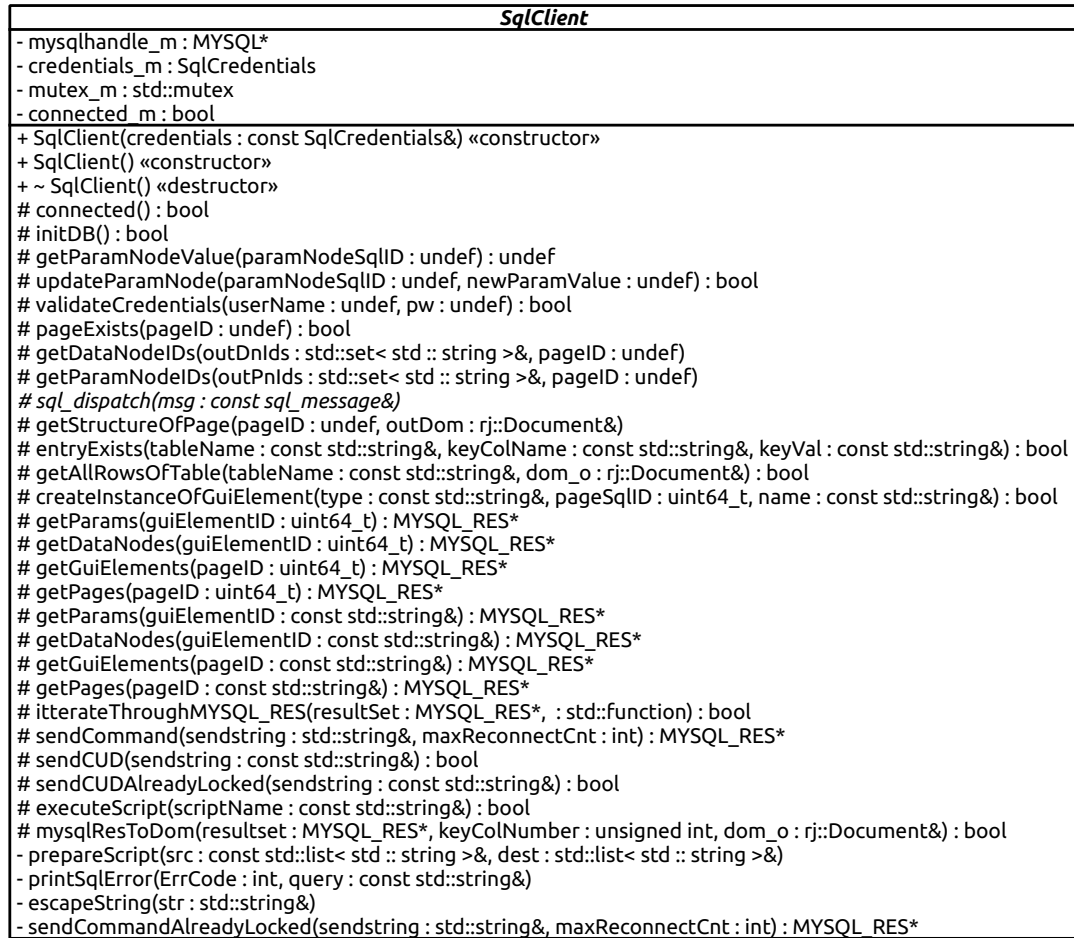 SqlClient
- mysqlhandle_m : MYSQL*
- credentials_m : SqlCredentials
- mutex_m : std::mutex
- connected_m : bool
+ SqlClient(credentials : const SqlCredentials&) «constructor»
+ SqlClient() «constructor»
+ ~ SqlClient() «destructor»
# connected() : bool
# initDB() : bool
# getParamNodeValue(paramNodeSqlID : undef) : undef
# updateParamNode(paramNodeSqlID : undef, newParamValue : undef) : bool
# validateCredentials(userName : undef, pw : undef) : bool
# pageExists(pageID : undef) : bool
# getDataNodeIDs(outDnIds : std::set< std :: string >&, pageID : undef)
# getParamNodeIDs(outPnIds : std::set< std :: string >&, pageID : undef)
# sql_dispatch(msg : const sql_message&)
# getStructureOfPage(pageID : undef, outDom : rj::Document&)
# entryExists(tableName : const std::string&, keyColName : const std::string&, keyVal : const std::string&) : bool
# getAllRowsOfTable(tableName : const std::string&, dom_o : rj::Document&) : bool
# createInstanceOfGuiElement(type : const std::string&, pageSqlID : uint64_t, name : const std::string&) : bool
# getParams(guiElementID : uint64_t) : MYSQL_RES*
# getDataNodes(guiElementID : uint64_t) : MYSQL_RES*
# getGuiElements(pageID : uint64_t) : MYSQL_RES*
# getPages(pageID : uint64_t) : MYSQL_RES*
# getParams(guiElementID : const std::string&) : MYSQL_RES*
# getDataNodes(guiElementID : const std::string&) : MYSQL_RES*
# getGuiElements(pageID : const std::string&) : MYSQL_RES*
# getPages(pageID : const std::string&) : MYSQL_RES*
# itterateThroughMYSQL_RES(resultSet : MYSQL_RES*,  : std::function) : bool
# sendCommand(sendstring : std::string&, maxReconnectCnt : int) : MYSQL_RES*
# sendCUD(sendstring : const std::string&) : bool
# sendCUDAlreadyLocked(sendstring : const std::string&) : bool
# executeScript(scriptName : const std::string&) : bool
# mysqlResToDom(resultset : MYSQL_RES*, keyColNumber : unsigned int, dom_o : rj::Document&) : bool
- prepareScript(src : const std::list< std :: string >&, dest : std::list< std :: string >&)
- printSqlError(ErrCode : int, query : const std::string&)
- escapeString(str : std::string&)
- sendCommandAlreadyLocked(sendstring : std::string&, maxReconnectCnt : int) : MYSQL_RES*